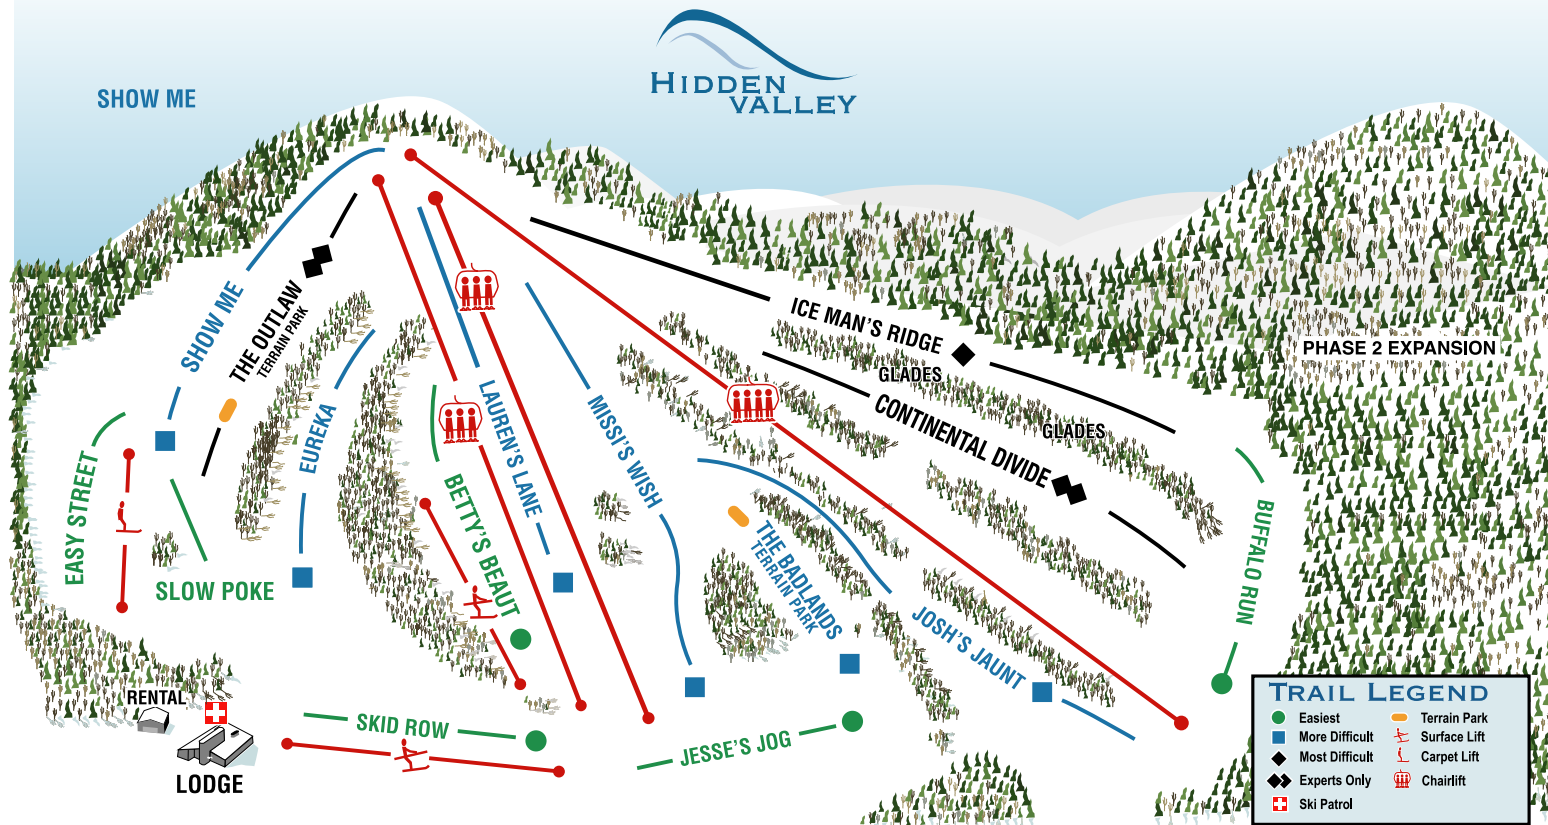 HIDDEN
VALLEY
SHOW ME
SHOW ME
THE OUTLAW
TERRAIN PARK
EUREKA
EASY STREET
SLOW POKE
BETTY'S BEAUT
LAUREN'S LANE
MISSI'S WISH
ICE MAN'S RIDGE
GLADES
CONTINENTAL DIVIDE
GLADES
PHASE 2 EXPANSION
THE BADLANDS
TERRAIN PARK
JOSH'S JAUNT
BUFFALO RUN
RENTAL
LODGE
SKID ROW
JESSE'S JOG
TRAIL LEGEND
Easiest
More Difficult
Most Difficult
Experts Only
Ski Patrol
Terrain Park
Surface Lift
Carpet Lift
Chairlift